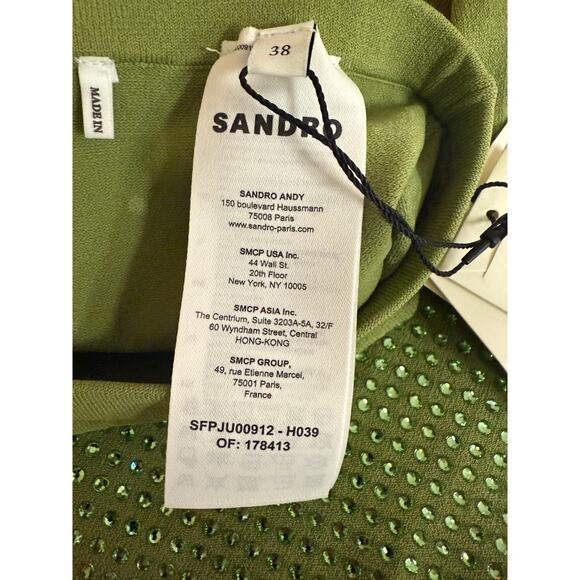 38
MADE IN
SANDRO
SANDRO ANDY
150 boulevard Haussmann
75008 Paris
www.sandro-paris.com
SMCP USA Inc.
44 Wall St.
20th Floor
New York, NY 10005
SMCP ASIA Inc.
The Centrium, Suite 3203A-5A, 32/F
60 Wyndham Street, Central
HONG-KONG
SMCP GROUP,
49, rue Etienne Marcel,
75001 Paris,
France
SFPJU00912 - H039
OF: 178413